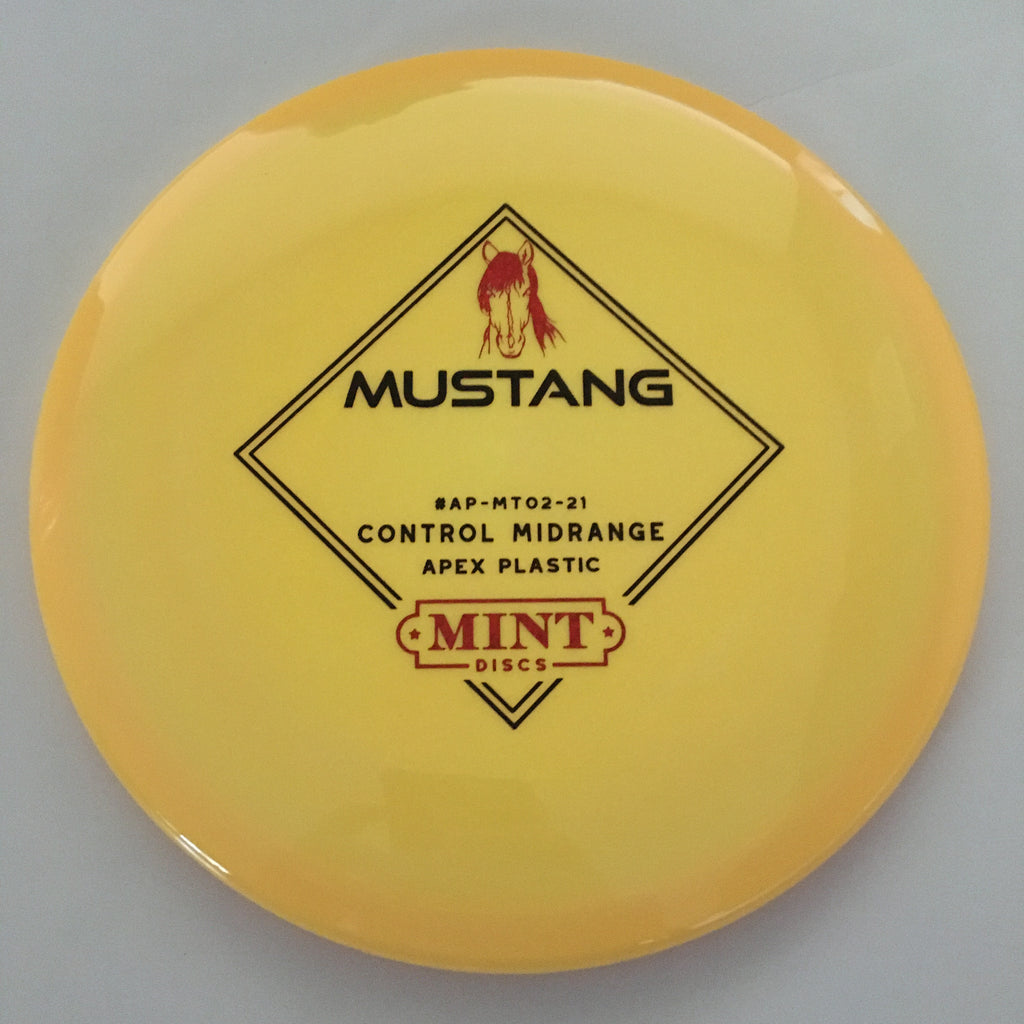 MUSTANG
#AP-MT02-21
CONTROL MIDRANGE
APEX PLASTIC
MINT
DISCS